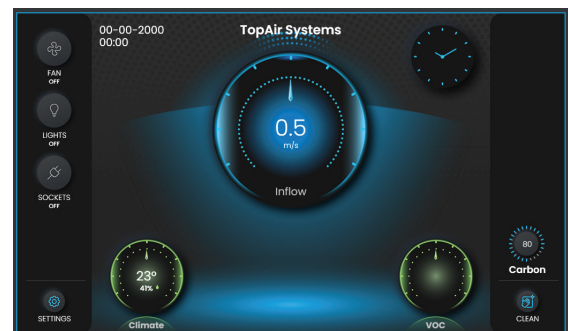 00-00-2000
00:00
TopAir Systems
FAN
OFF
LIGHTS
OFF
SOCKETS
OFF
SETTINGS
0.5
m/s
Inflow
23°
41%
Climate
VOC
80
Carbon
CLEAN